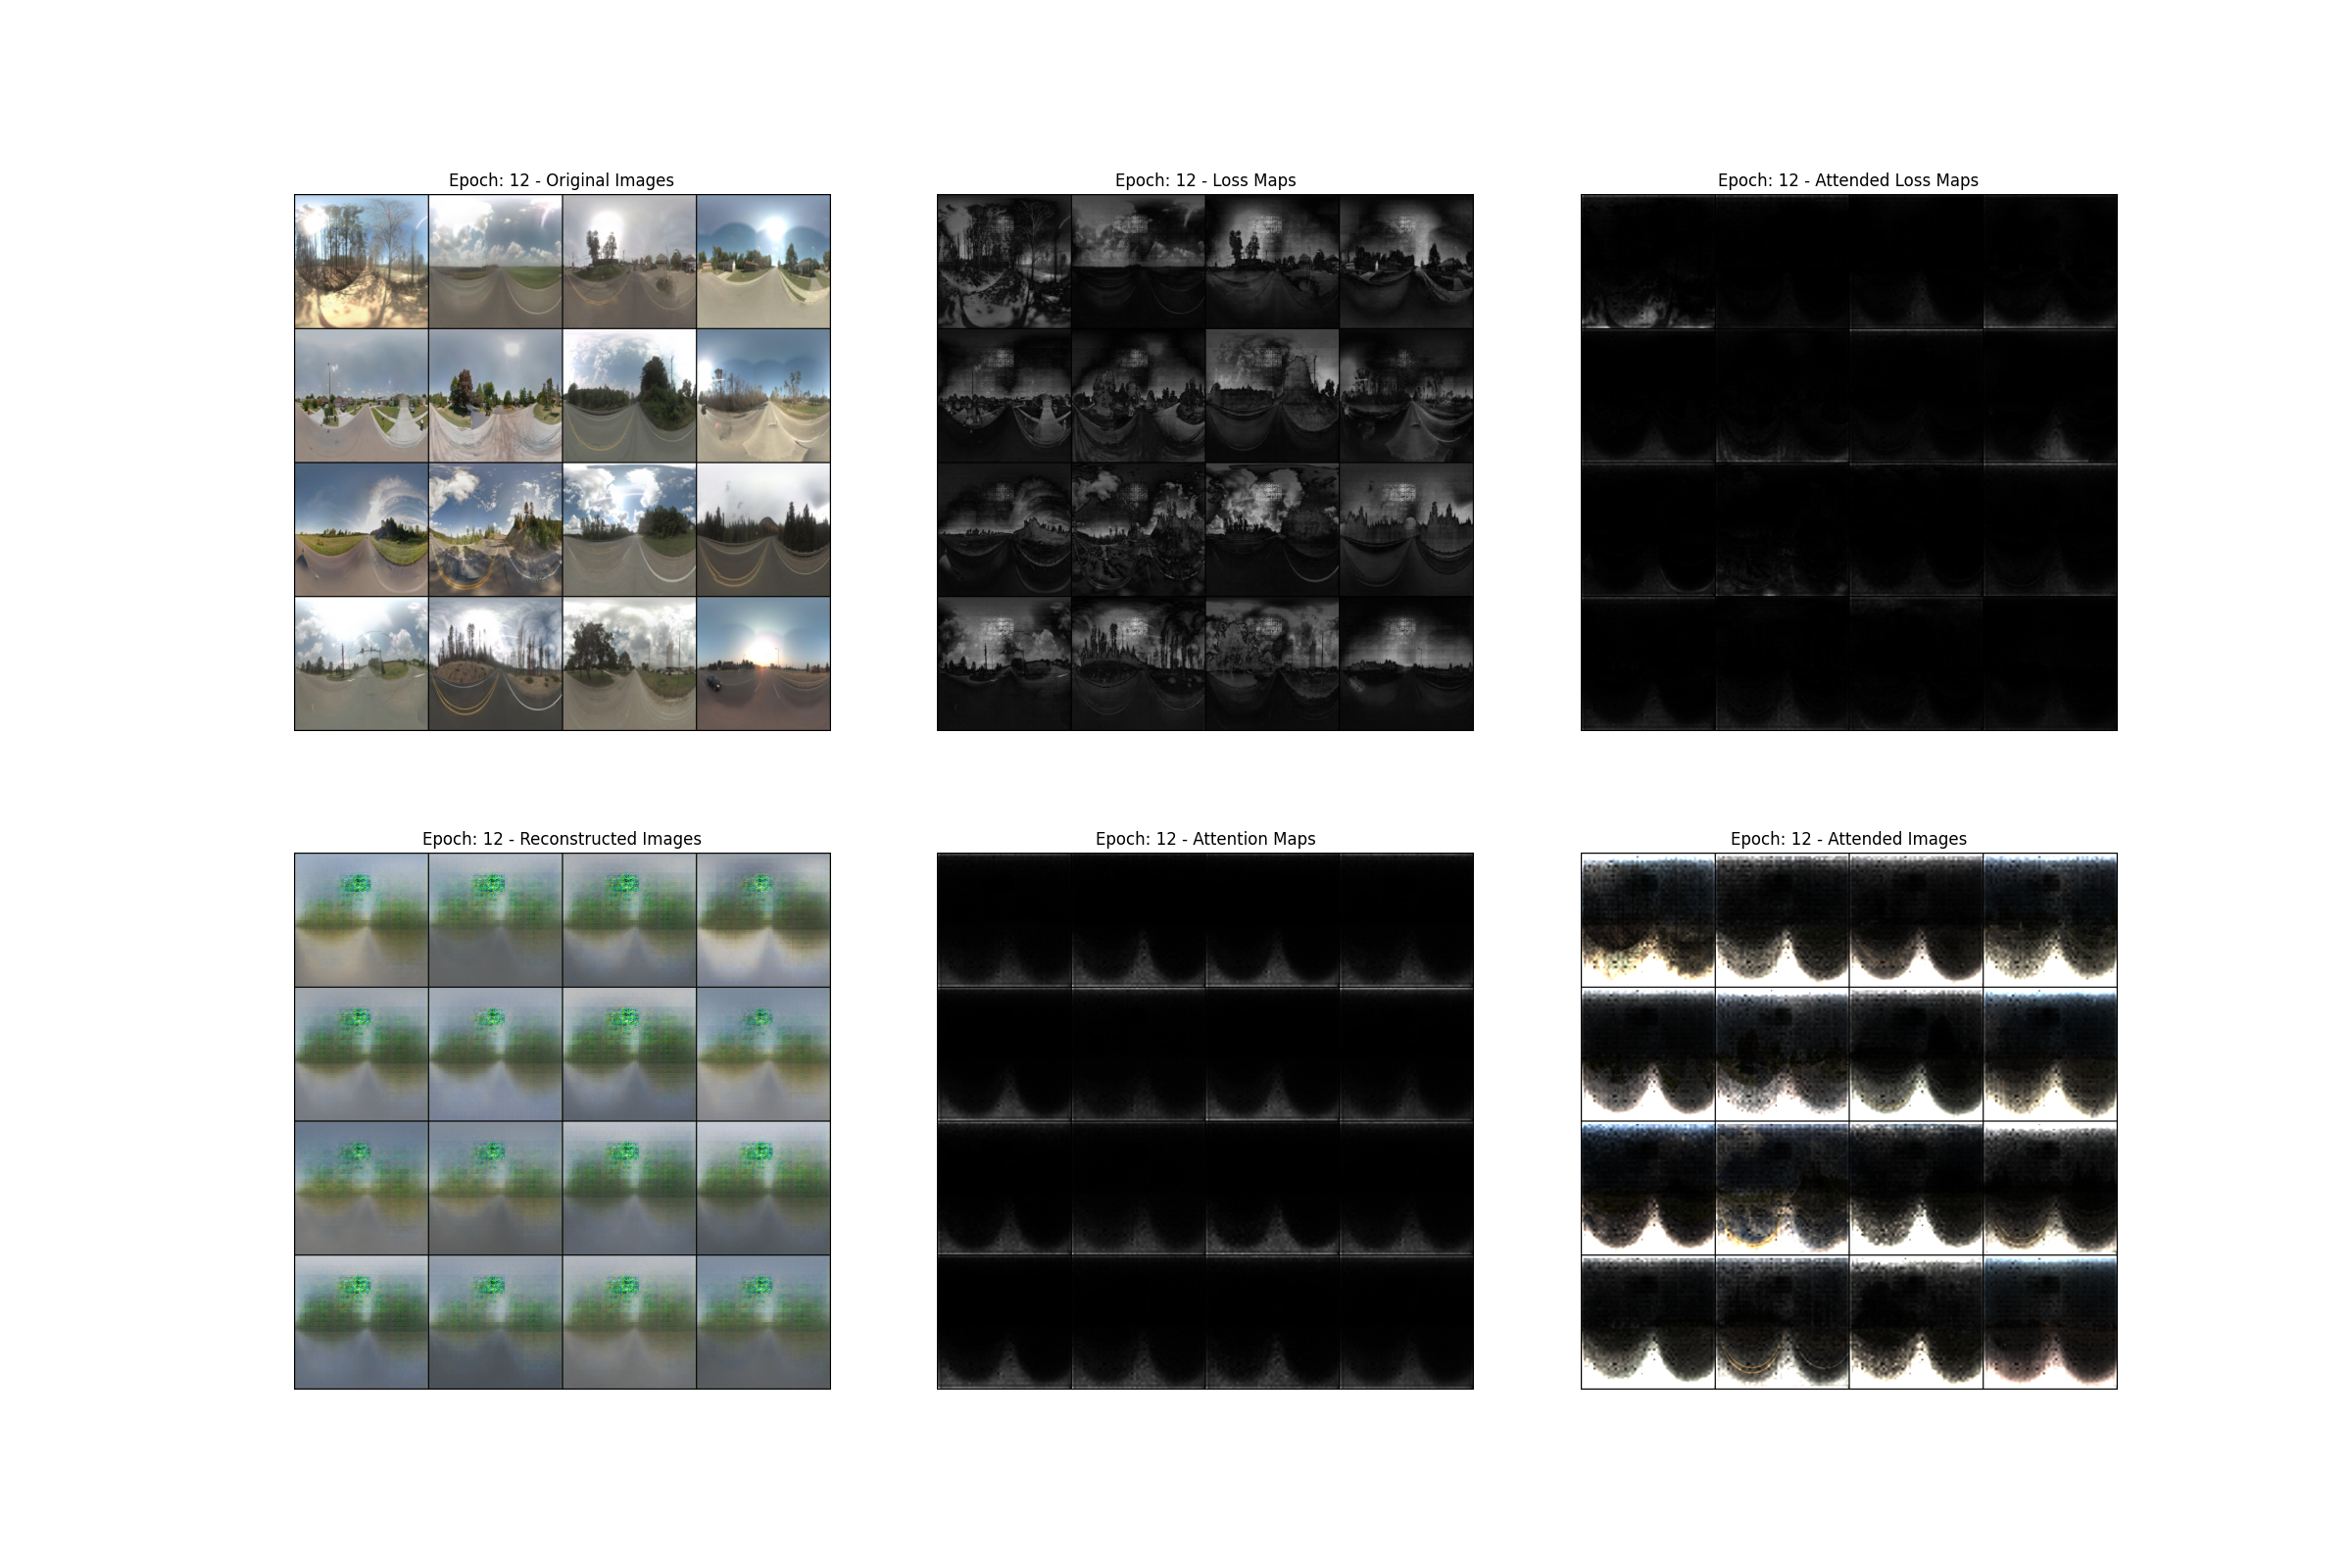 Epoch: 12 - Original Images
Epoch: 12 - Loss Maps
Epoch: 12 - Attended Loss Maps
Epoch: 12 - Reconstructed Images
Epoch: 12 - Attention Maps
Epoch: 12 - Attended Images